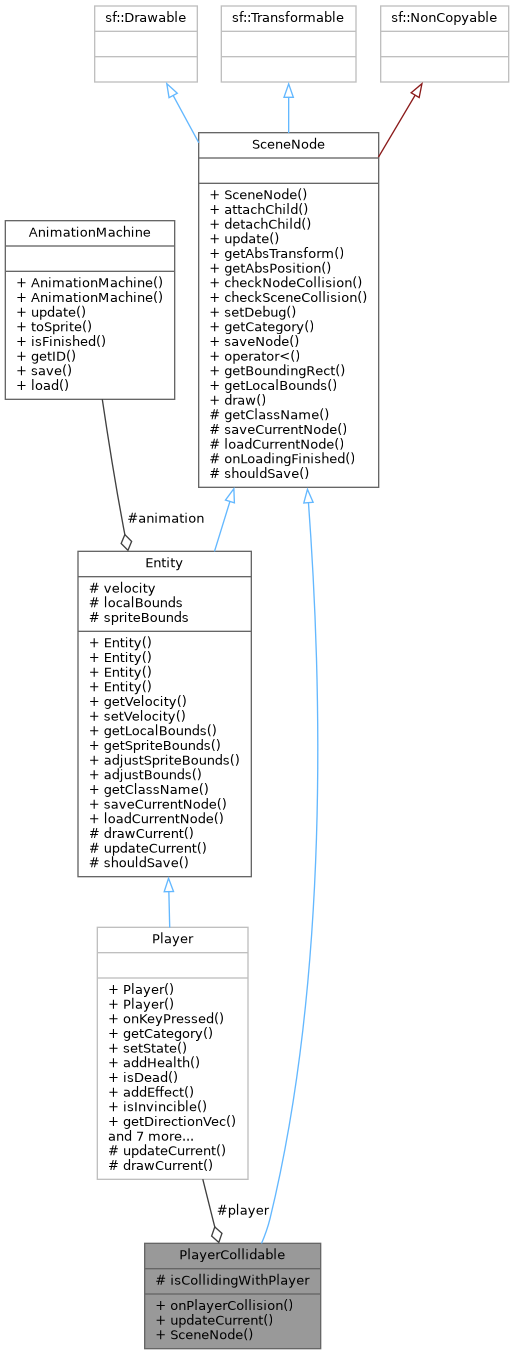 sf::Drawable
sf::Transformable
sf::NonCopyable
SceneNode
+ SceneNode()
+ attachChild()
+ detachChild()
+ update()
+ getAbsTransform()
+ getAbsPosition()
+ checkNodeCollision()
+ checkSceneCollision()
+ setDebug()
+ getCategory()
+ saveNode()
+ operator<()
+ getBoundingRect()
+ getLocalBounds()
+ draw()
# getClassName()
# saveCurrentNode()
# loadCurrentNode()
# onLoadingFinished()
# shouldSave()
AnimationMachine
+ AnimationMachine()
+ AnimationMachine()
+ update()
+ toSprite()
+ isFinished()
+ getID()
+ save()
+ load()
#animation
Entity
# velocity
# localBounds
# spriteBounds
+ Entity()
+ Entity()
+ Entity()
+ Entity()
+ getVelocity()
+ setVelocity()
+ getLocalBounds()
+ getSpriteBounds()
+ adjustSpriteBounds()
+ adjustBounds()
+ getClassName()
+ saveCurrentNode()
+ loadCurrentNode()
# drawCurrent()
# updateCurrent()
# shouldSave()
Player
+ Player()
+ Player()
+ onKeyPressed()
+ getCategory()
+ setState()
+ addHealth()
+ isDead()
+ addEffect()
+ isInvincible()
+ getDirectionVec()
and 7 more...
# updateCurrent()
# drawCurrent()
#player
PlayerCollidable
# isCollidingWithPlayer
+ onPlayerCollision()
+ updateCurrent()
+ SceneNode()